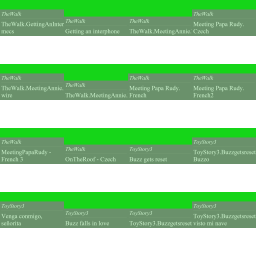 TheWalk
TheWalk.GettingAnInter
mecs
TheWalk
Getting an interphone
TheWalk
TheWalk.MeetingAnnie.
TheWalk
Meeting Papa Rudy.
Czech
TheWalk
TheWalk.MeetingAnnie.
wire
TheWalk
TheWalk.MeetingAnnie.
TheWalk
Meeting Papa Rudy.
French
TheWalk
Meeting Papa Rudy.
French2
TheWalk
MeetingPapaRudy -
French 3
TheWalk
OnTheRoof - Czech
ToyStory3
Buzz gets reset
ToyStory3
ToyStory3.Buzzgetsreset
Buzzo
ToyStory3
Venga conmigo,
señorita
ToyStory3
Buzz falls in love
ToyStory3
ToyStory3.Buzzgetsreset
ToyStory3
ToyStory3.Buzzgetsreset
visto mi nave